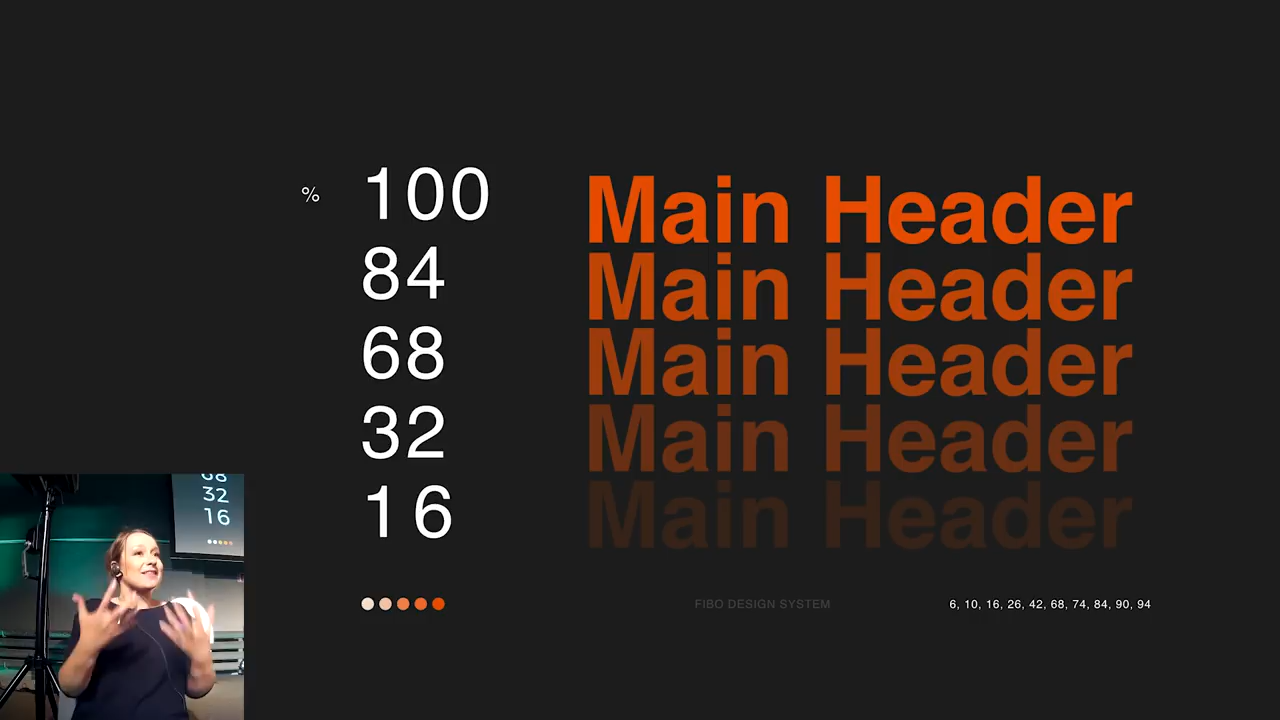 % 100 Main Header
84 Main Header
68 Main Header
32 Main Header
16 Main Header
FIBO DESIGN SYSTEM
6, 10, 16, 26, 42, 68, 74, 84, 90, 94
68
32
16